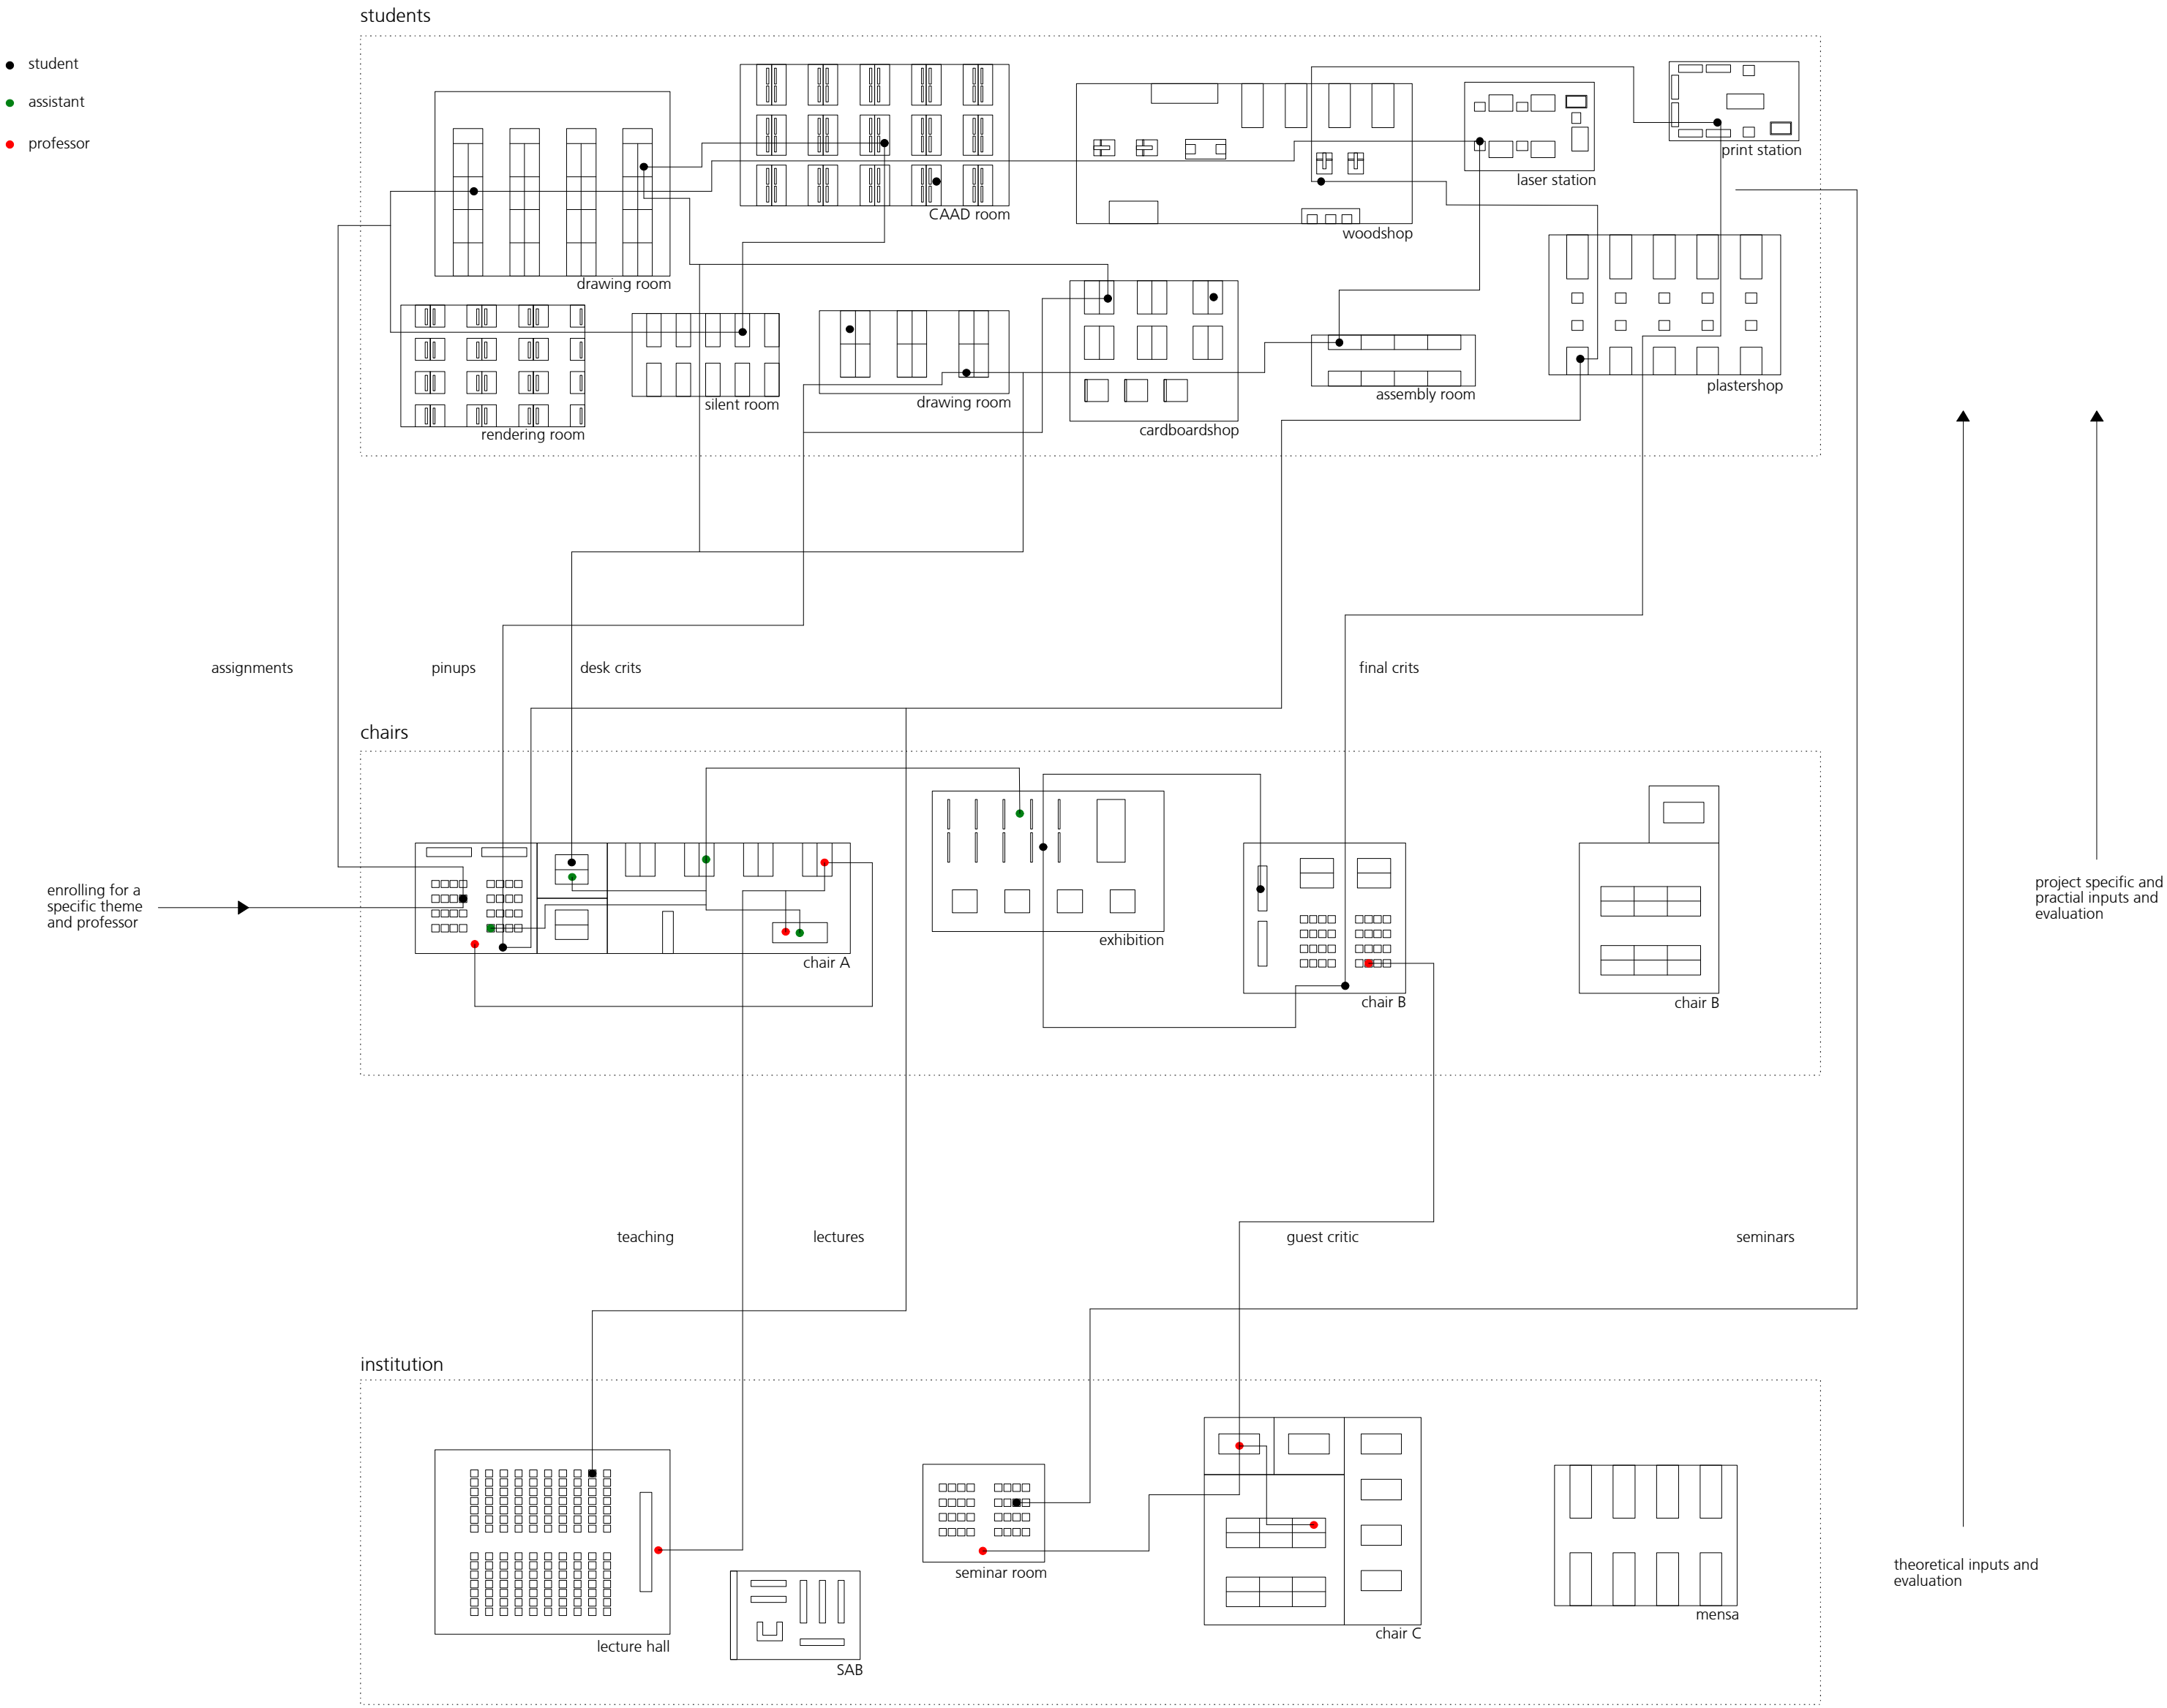 students
student
assistant
professor
print station
laser station
CAAD room
woodshop
drawing room
plastershop
assembly room
drawing room
silent room
cardboardshop
rendering room
assignments
pinups
desk crits
final crits
chairs
enrolling for a
specific theme
and professor
project specific and
practial inputs and
evaluation
exhibition
chair A
chair B
chair B
teaching
lectures
guest critic
seminars
institution
theoretical inputs and
evaluation
seminar room
mensa
chair C
lecture hall
SAB